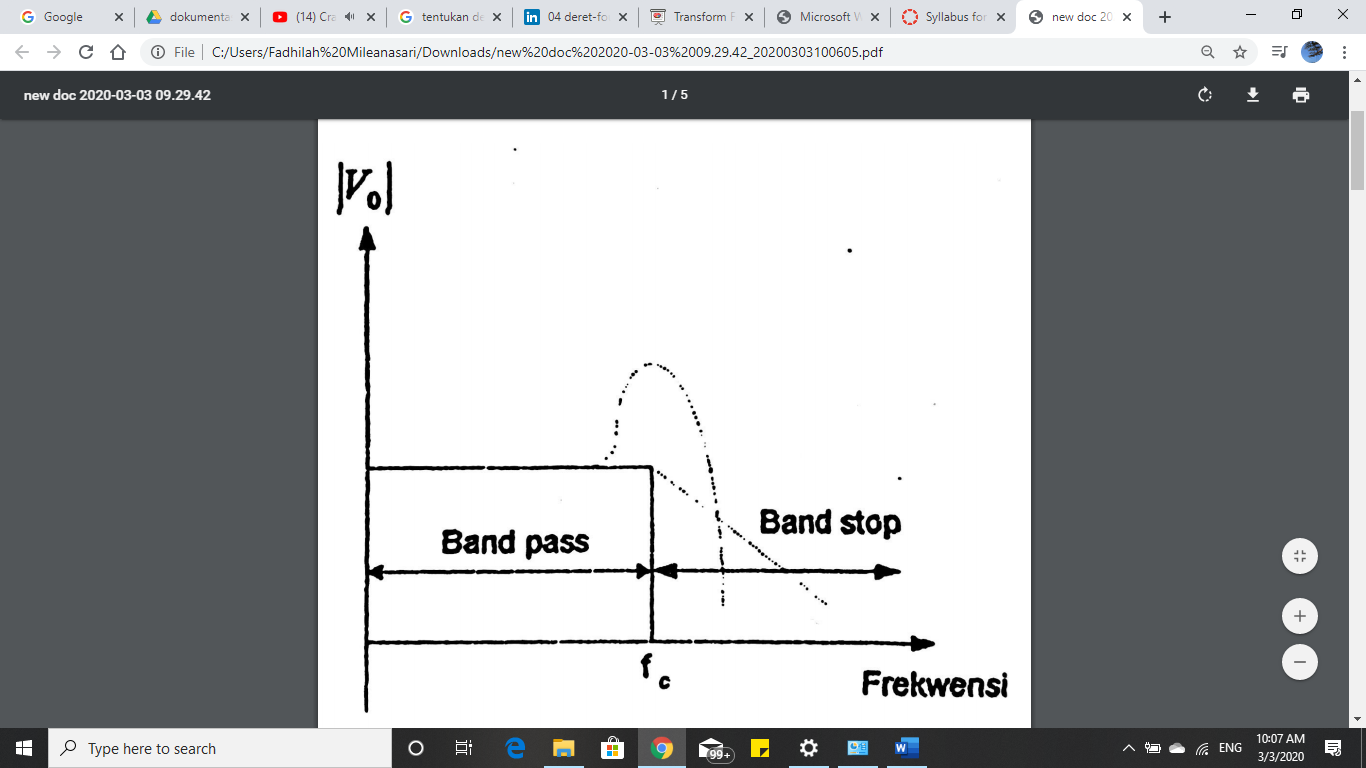 Google
dokumenta
(14) Cra
tentukan de
04 deret-fo
Transform F
Microsoft W
Syllabus for
new doc 20
File
C:/Users/Fadhilah%20Mileanasari/Downloads/new%20doc%202020-03-03%2009.29.42_20200303100605.pdf
new doc 2020-03-03 09.29.42
1 / 5
|V₀|
Band pass
Band stop
f c
Frekwensi
Type here to search
99+
ENG
10:07 AM
3/3/2020